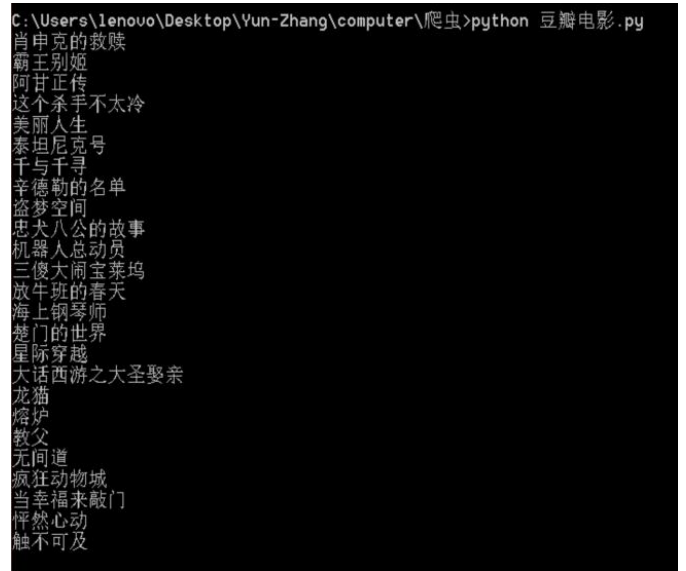 C:\Users\lenovo\Desktop\Yun-Zhang\computer\爬虫>python 豆瓣电影.py
肖申克的救赎
霸王别姬
阿甘正传
这个杀手不太冷
美丽人生
泰坦尼克号
千与千寻
辛德勒的名单
盗梦空间
忠犬八公的故事
机器人总动员
三傻大闹宝莱坞
放牛班的春天
海上钢琴师
楚门的世界
星际穿越
大话西游之大圣娶亲
龙猫
熔炉
教父
无间道
疯狂动物城
当幸福来敲门
怦然心动
触不可及